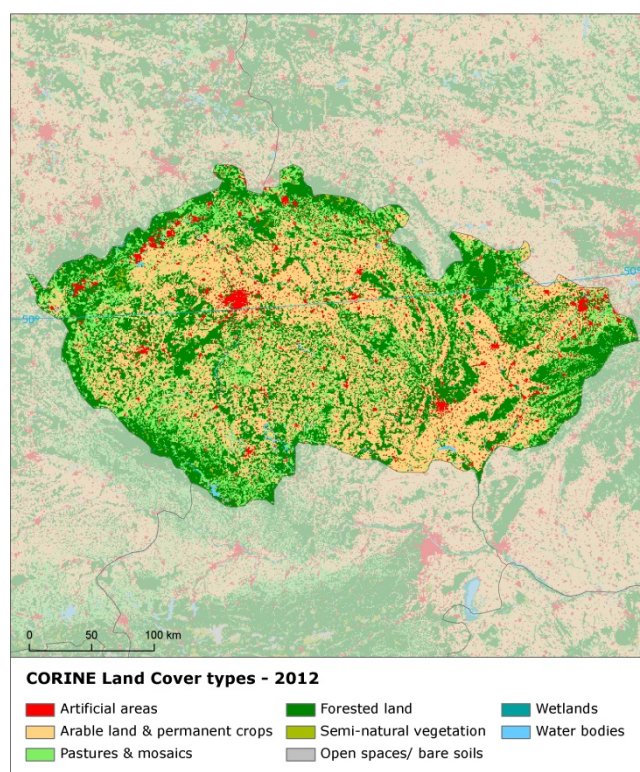 50°
50°
0 50 100 km
CORINE Land Cover types - 2012
Artificial areas
Forested land
Wetlands
Arable land & permanent crops
Semi-natural vegetation
Water bodies
Pastures & mosaics
Open spaces/ bare soils